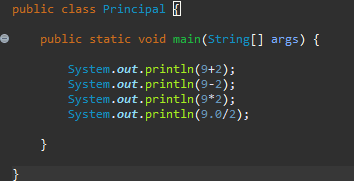 public class Principal {
public static void main(String[] args) {
System.out.println(9+2);
System.out.println(9-2);
System.out.println(9*2);
System.out.println(9.0/2);
}
}